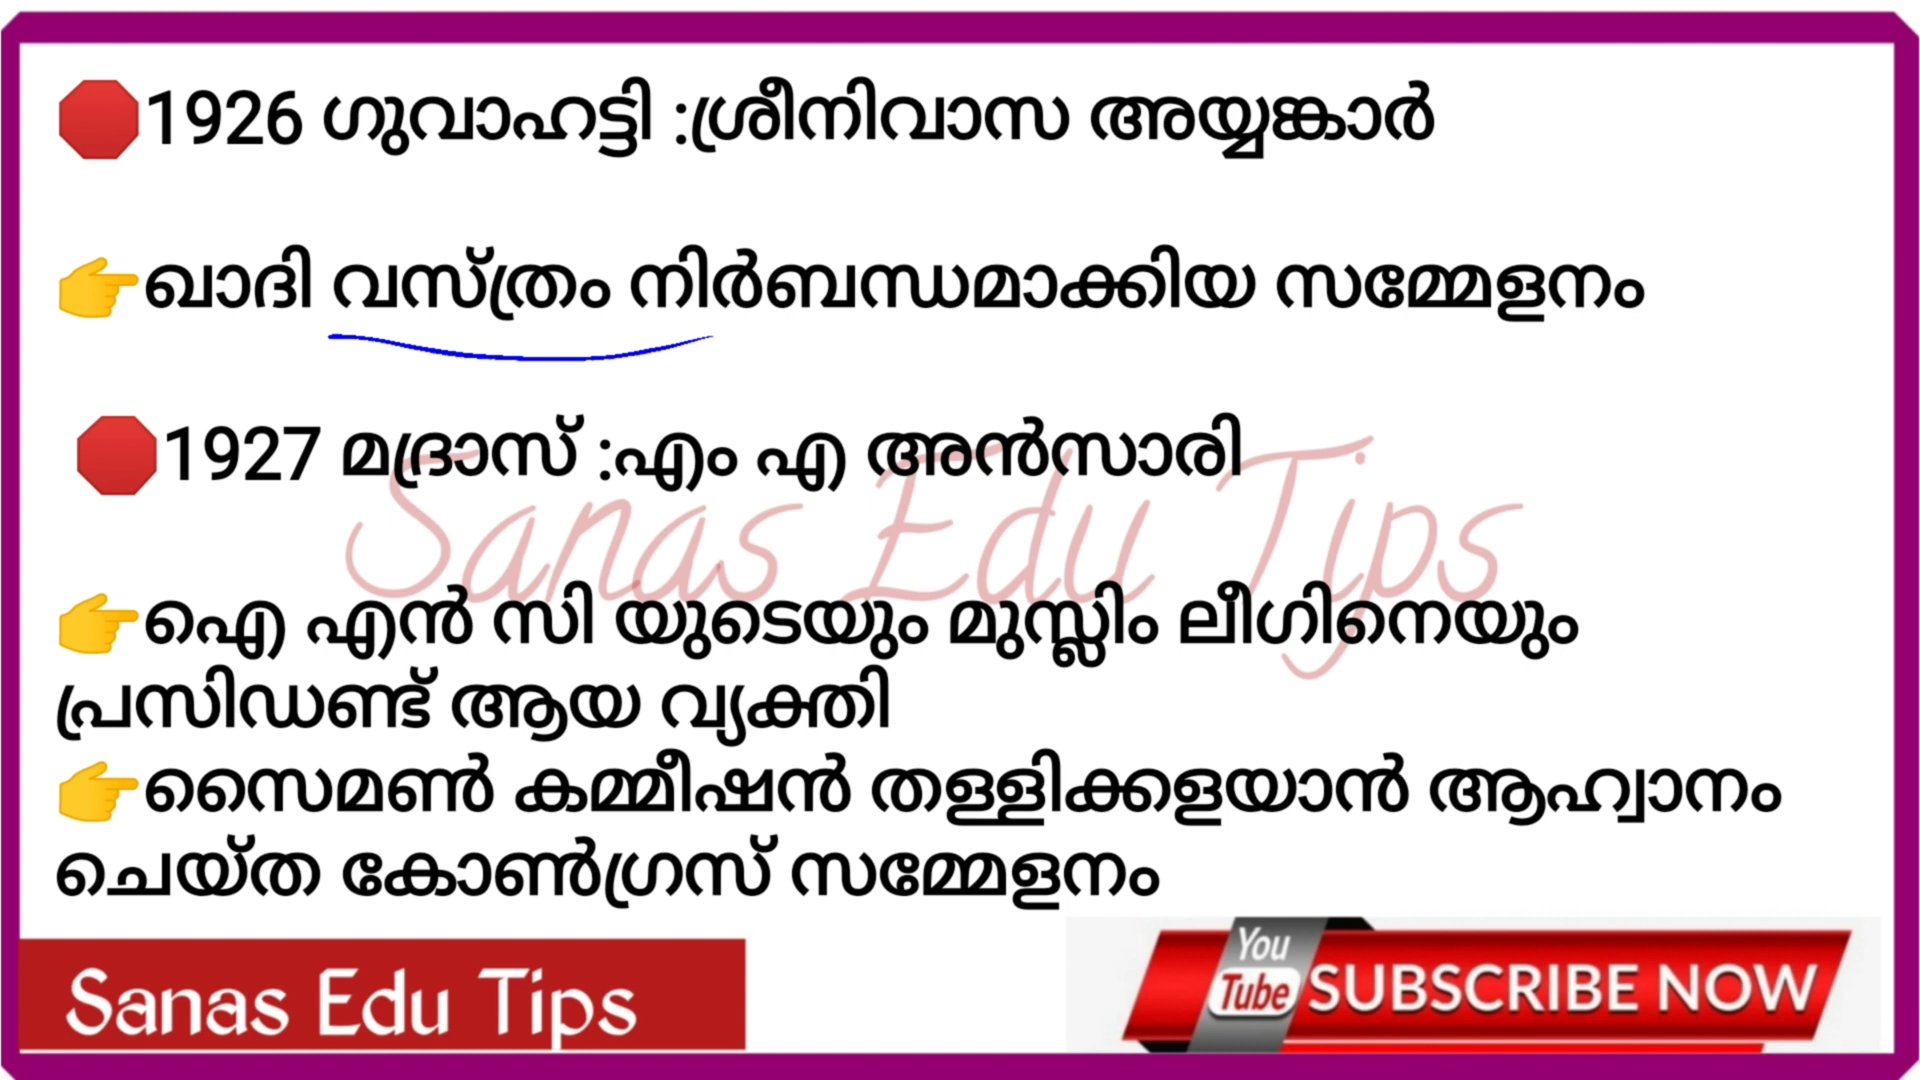 🛑1926 ഗുവാഹട്ടി :ശ്രീനിവാസ അയ്യങ്കാർ
👉ഖാദി വസ്ത്രം നിർബന്ധമാക്കിയ സമ്മേളനം
🛑1927 മദ്രാസ് :എം എ അൻസാരി
Sanas Edu Tips
👉ഐ എൻ സി യുടെയും മുസ്ലിം ലീഗിനെയും
പ്രസിഡണ്ട് ആയ വ്യക്തി
👉സൈമൺ കമ്മീഷൻ തള്ളിക്കളയാൻ ആഹ്വാനം
ചെയ്ത കോൺഗ്രസ് സമ്മേളനം
Sanas Edu Tips
You Tube SUBSCRIBE NOW